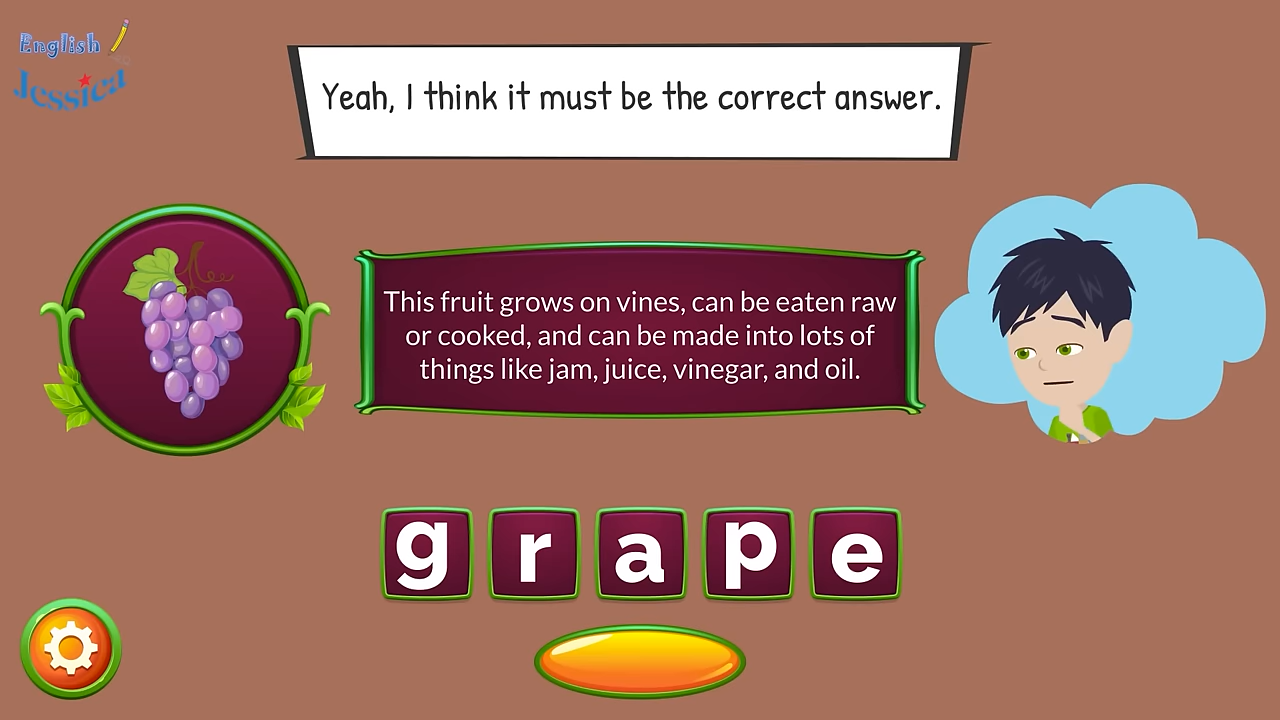 English
Jessica
Yeah, I think it must be the correct answer.
This fruit grows on vines, can be eaten raw
or cooked, and can be made into lots of
things like jam, juice, vinegar, and oil.
grape